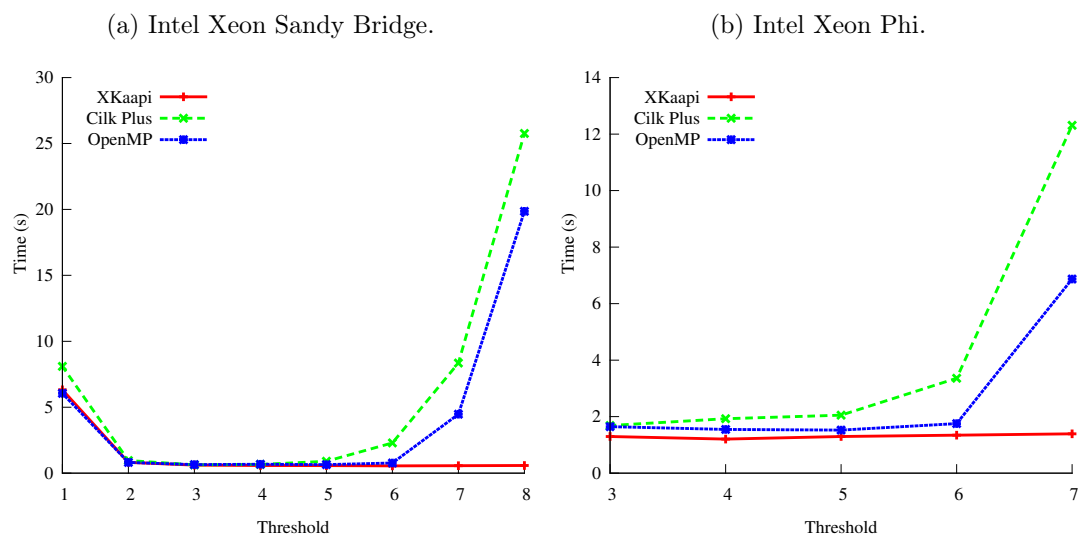 (a) Intel Xeon Sandy Bridge.
30
25
20
15
10
5
0
Time (s)
XKaapi
Cilk Plus
OpenMP
1 2 3 4 5 6 7 8
Threshold
(b) Intel Xeon Phi.
14
12
10
8
6
4
2
0
Time (s)
XKaapi
Cilk Plus
OpenMP
3 4 5 6 7
Threshold